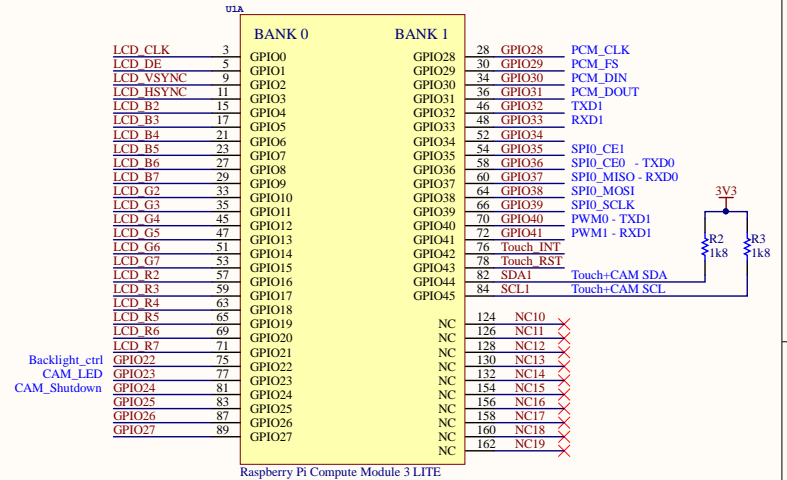 U1A
BANK 0 BANK 1
LCD_CLK 3 GPIO0 GPIO28 28 GPIO28 PCM_CLK
LCD_DE 5 GPIO1 GPIO29 30 GPIO29 PCM_FS
LCD_VSYNC 9 GPIO2 GPIO30 34 GPIO30 PCM_DIN
LCD_HSYNC 11 GPIO3 GPIO31 36 GPIO31 PCM_DOUT
LCD_B2 15 GPIO4 GPIO32 46 GPIO32 TXD1
LCD_B3 17 GPIO5 GPIO33 48 GPIO33 RXD1
LCD_B4 21 GPIO6 GPIO34 52 GPIO34
LCD_B5 23 GPIO7 GPIO35 54 GPIO35 SPI0_CE1
LCD_B6 27 GPIO8 GPIO36 58 GPIO36 SPI0_CE0 - TXD0
LCD_B7 29 GPIO9 GPIO37 60 GPIO37 SPI0_MISO - RXD0
LCD_G2 33 GPIO10 GPIO38 64 GPIO38 SPI0_MOSI
LCD_G3 35 GPIO11 GPIO39 66 GPIO39 SPI0_SCLK
LCD_G4 45 GPIO12 GPIO40 70 GPIO40 PWM0 - TXD1
LCD_G5 47 GPIO13 GPIO41 72 GPIO41 PWM1 - RXD1
LCD_G6 51 GPIO14 GPIO42 76 Touch_INT
LCD_G7 53 GPIO15 GPIO43 78 Touch_RST
LCD_R2 57 GPIO16 GPIO44 82 SDA1 Touch+CAM SDA
LCD_R3 59 GPIO17 GPIO45 84 SCL1 Touch+CAM SCL
LCD_R4 63 GPIO18
LCD_R5 65 GPIO19 NC 124 NC10
LCD_R6 69 GPIO20 NC 126 NC11
LCD_R7 71 GPIO21 NC 128 NC12
Backlight_ctrl GPIO22 75 GPIO22 NC 130 NC13
CAM_LED GPIO23 77 GPIO23 NC 132 NC14
CAM_Shutdown GPIO24 81 GPIO24 NC 154 NC15
GPIO25 83 GPIO25 NC 156 NC16
GPIO26 87 GPIO26 NC 158 NC17
GPIO27 89 GPIO27 NC 160 NC18
NC 162 NC19
3V3
R2 R3
1k8 1k8
Raspberry Pi Compute Module 3 LITE